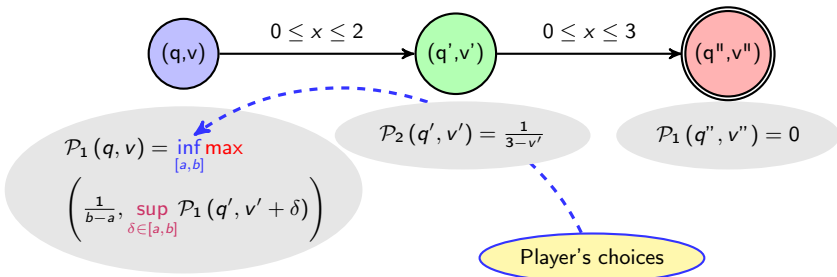 0 ≤ x ≤ 2 0 ≤ x ≤ 3
(q,v) (q',v') (q",v")
P₁ (q, v) = inf max
[a,b]
(1/(b−a), sup P₁ (q', v' + δ))
δ∈[a,b]
P₂ (q', v') = 1/(3−v')
P₁ (q", v") = 0
Player's choices